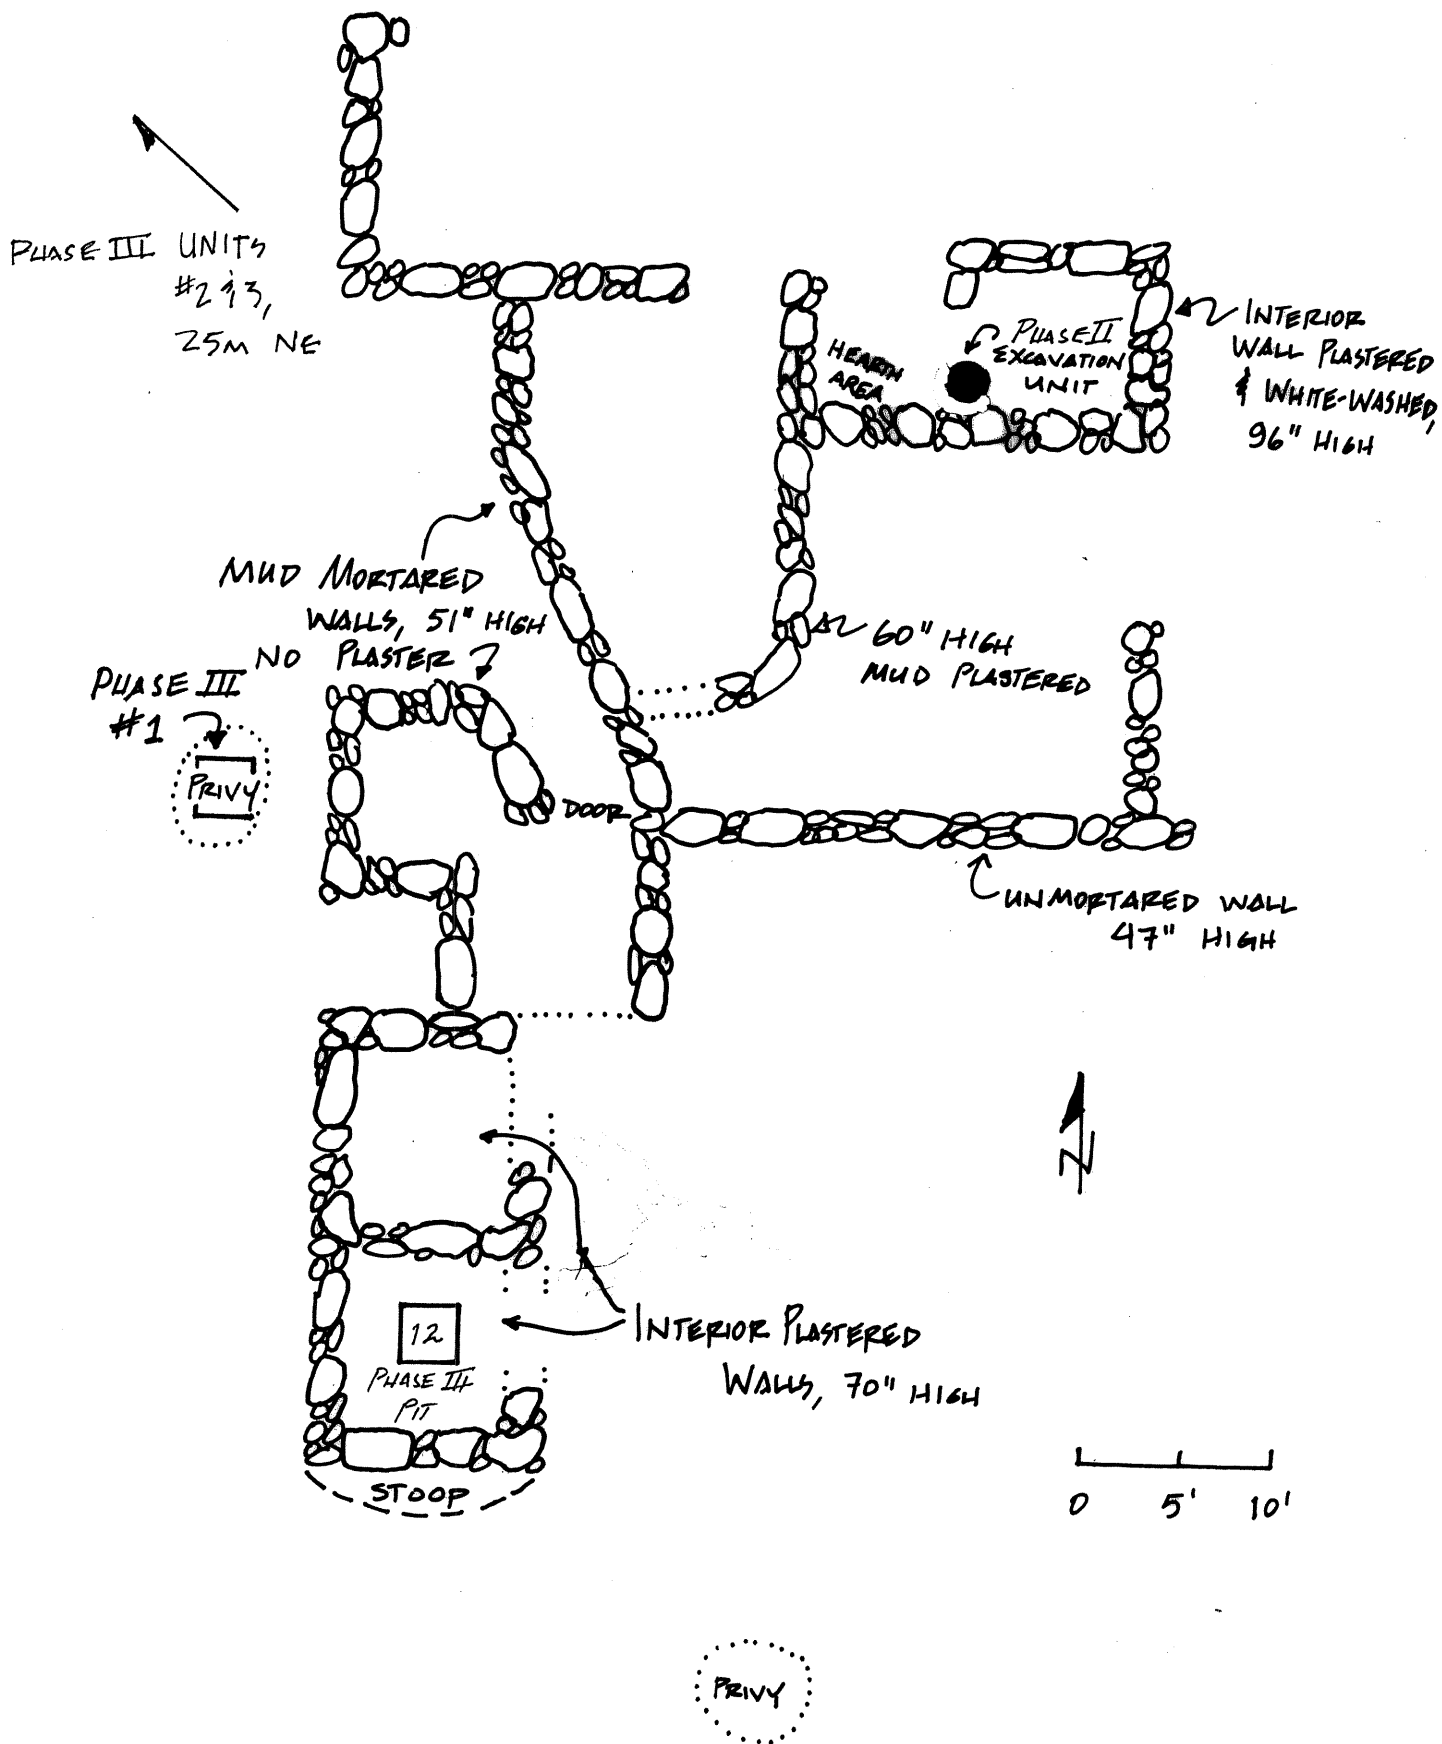 PHASE III UNITS
#2 & 3,
25M NE
HEARTH
AREA
PHASE II
EXCAVATION
UNIT
INTERIOR
WALL PLASTERED
& WHITE-WASHED,
96" HIGH
MUD MORTARED
WALLS, 51" HIGH
NO PLASTER
60" HIGH
MUD PLASTERED
PHASE III
#1
PRIVY
DOOR
UNMORTARED WALL
47" HIGH
N
12
PHASE III
PIT
INTERIOR PLASTERED
WALLS, 70" HIGH
STOOP
0 5' 10'
PRIVY